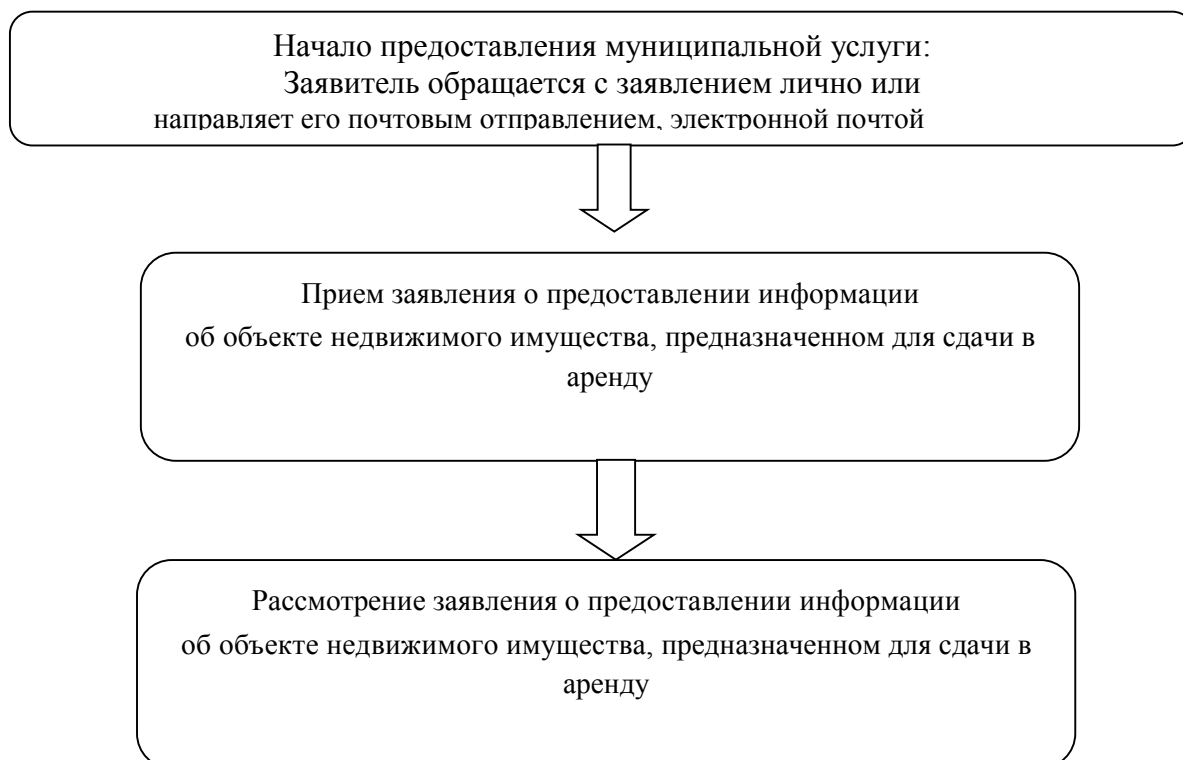 Начало предоставления муниципальной услуги:
Заявитель обращается с заявлением лично или
направляет его почтовым отправлением, электронной почтой
Прием заявления о предоставлении информации
об объекте недвижимого имущества, предназначенном для сдачи в
аренду
Рассмотрение заявления о предоставлении информации
об объекте недвижимого имущества, предназначенном для сдачи в
аренду